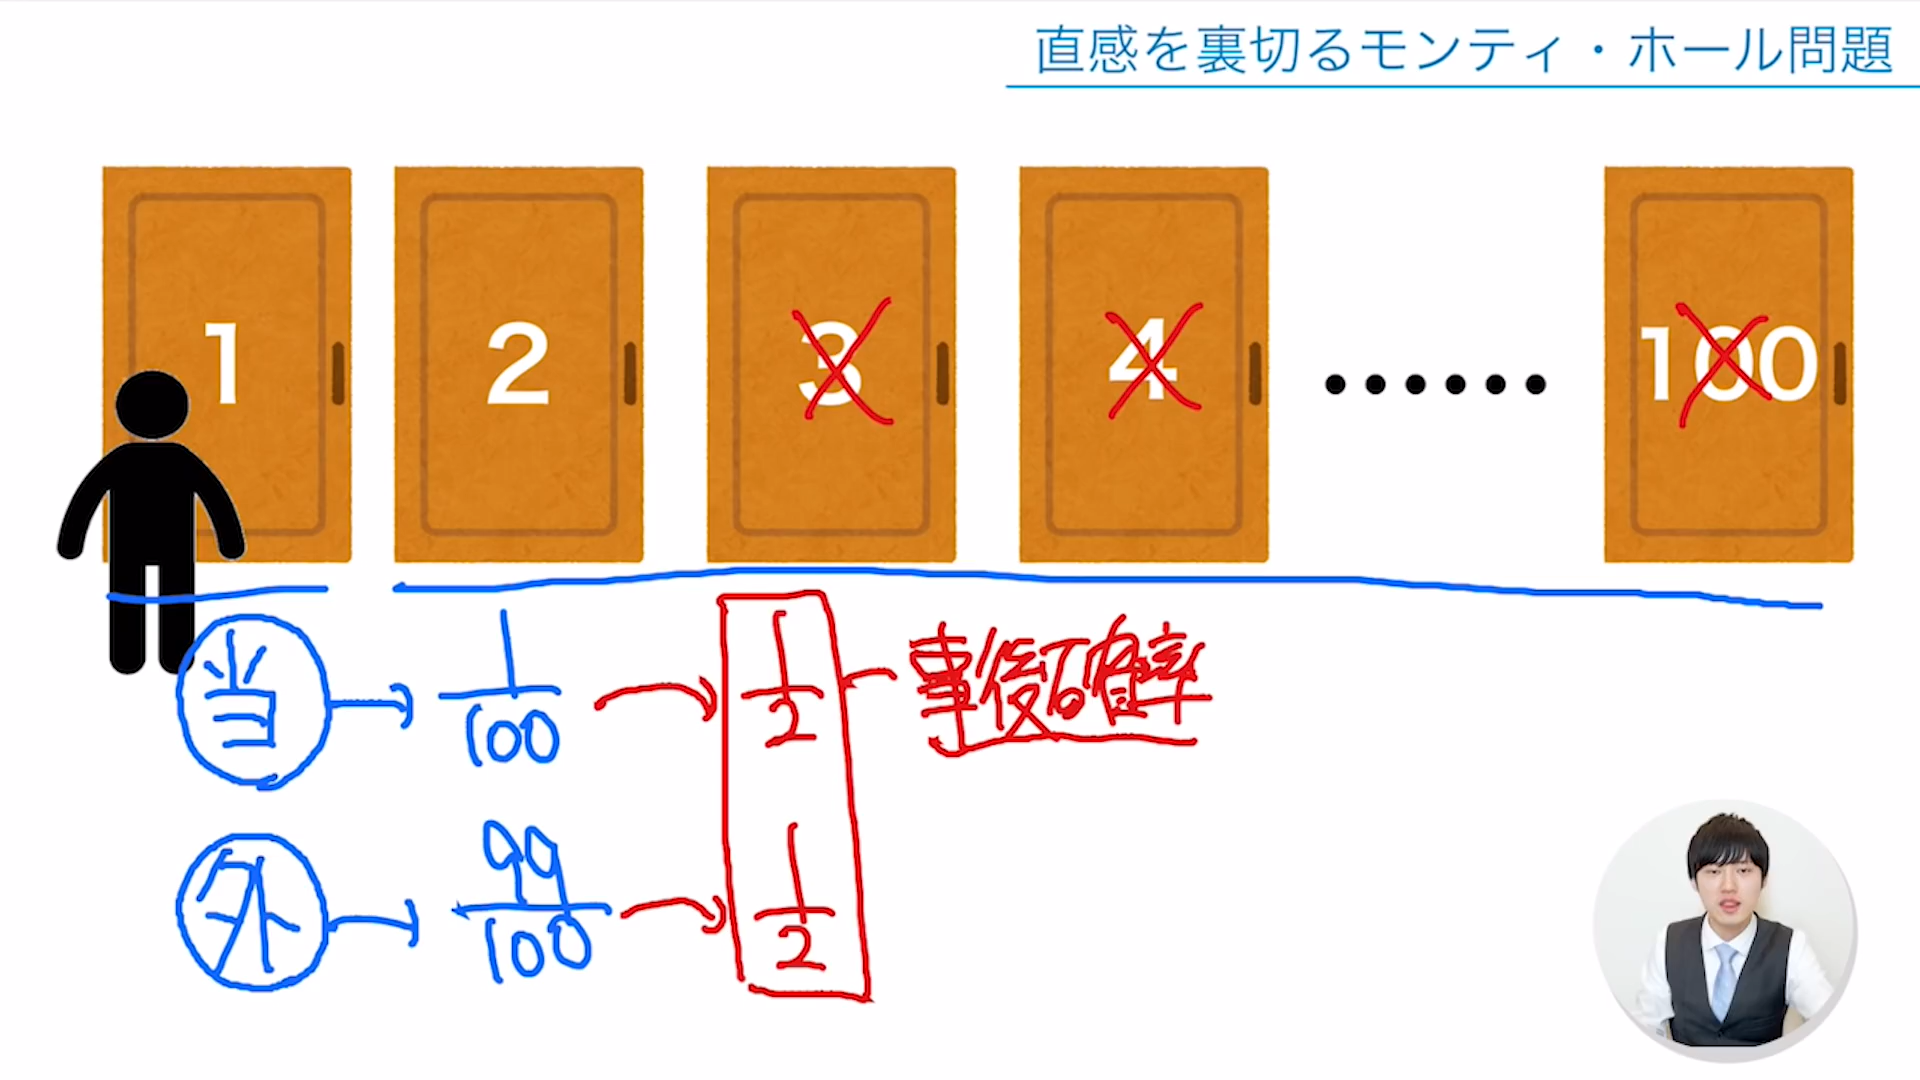 直感を裏切るモンティ・ホール問題
1 2 3 4 …… 100
当 → 1/100 → 1/2 事後確率
外 → 99/100 → 1/2